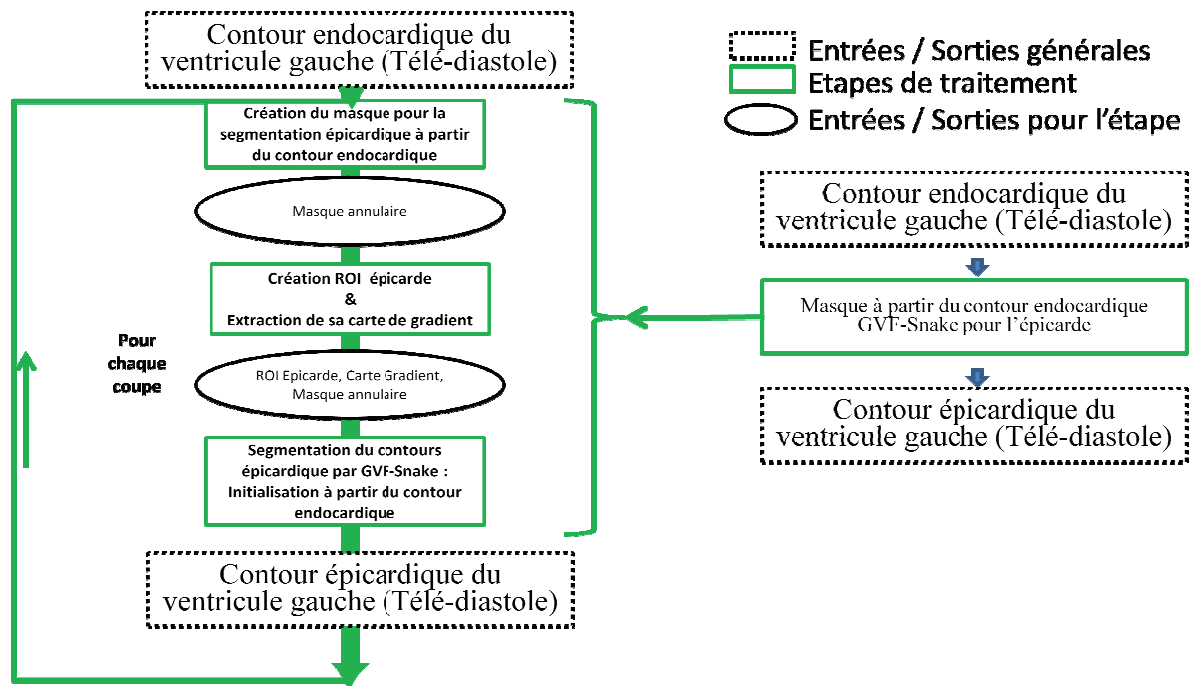 Contour endocardique du
ventricule gauche (Télé-diastole)
Création du masque pour la
segmentation épicardique à partir
du contour endocardique
Masque annulaire
Création ROI épicarde
&
Extraction de sa carte de gradient
Pour
chaque
coupe
ROI Epicarde, Carte Gradient,
Masque annulaire
Segmentation du contours
épicardique par GVF-Snake :
Initialisation à partir du contour
endocardique
Contour épicardique du
ventricule gauche (Télé-diastole)
Entrées / Sorties générales
Etapes de traitement
Entrées / Sorties pour l'étape
Contour endocardique du
ventricule gauche (Télé-diastole)
Masque à partir du contour endocardique
GVF-Snake pour l'épicarde
Contour épicardique du
ventricule gauche (Télé-diastole)